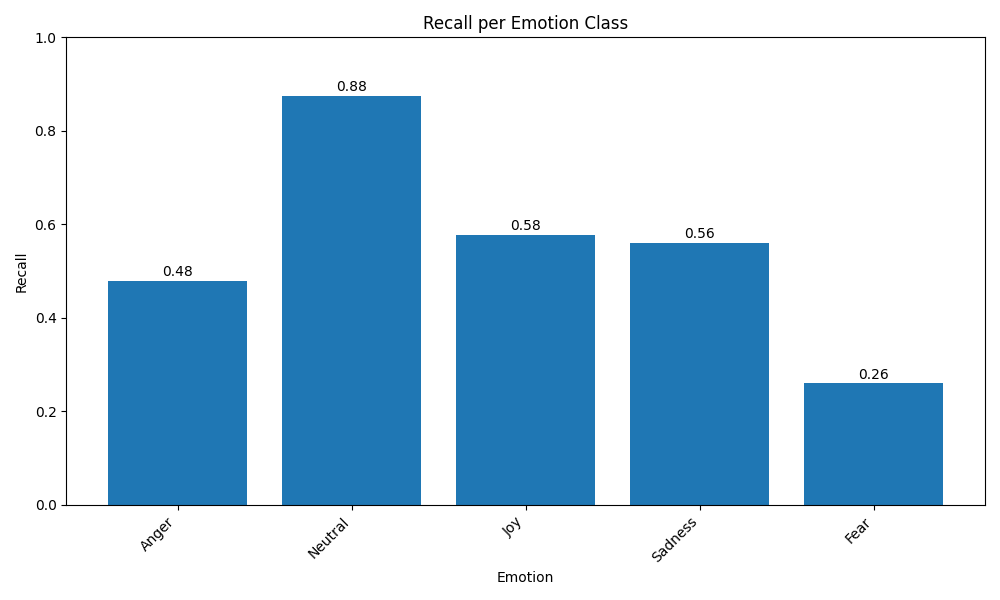 Recall per Emotion Class
1.0
0.8
0.6
0.4
0.2
0.0
Recall
0.48
0.88
0.58
0.56
0.26
Anger
Neutral
Joy
Sadness
Fear
Emotion